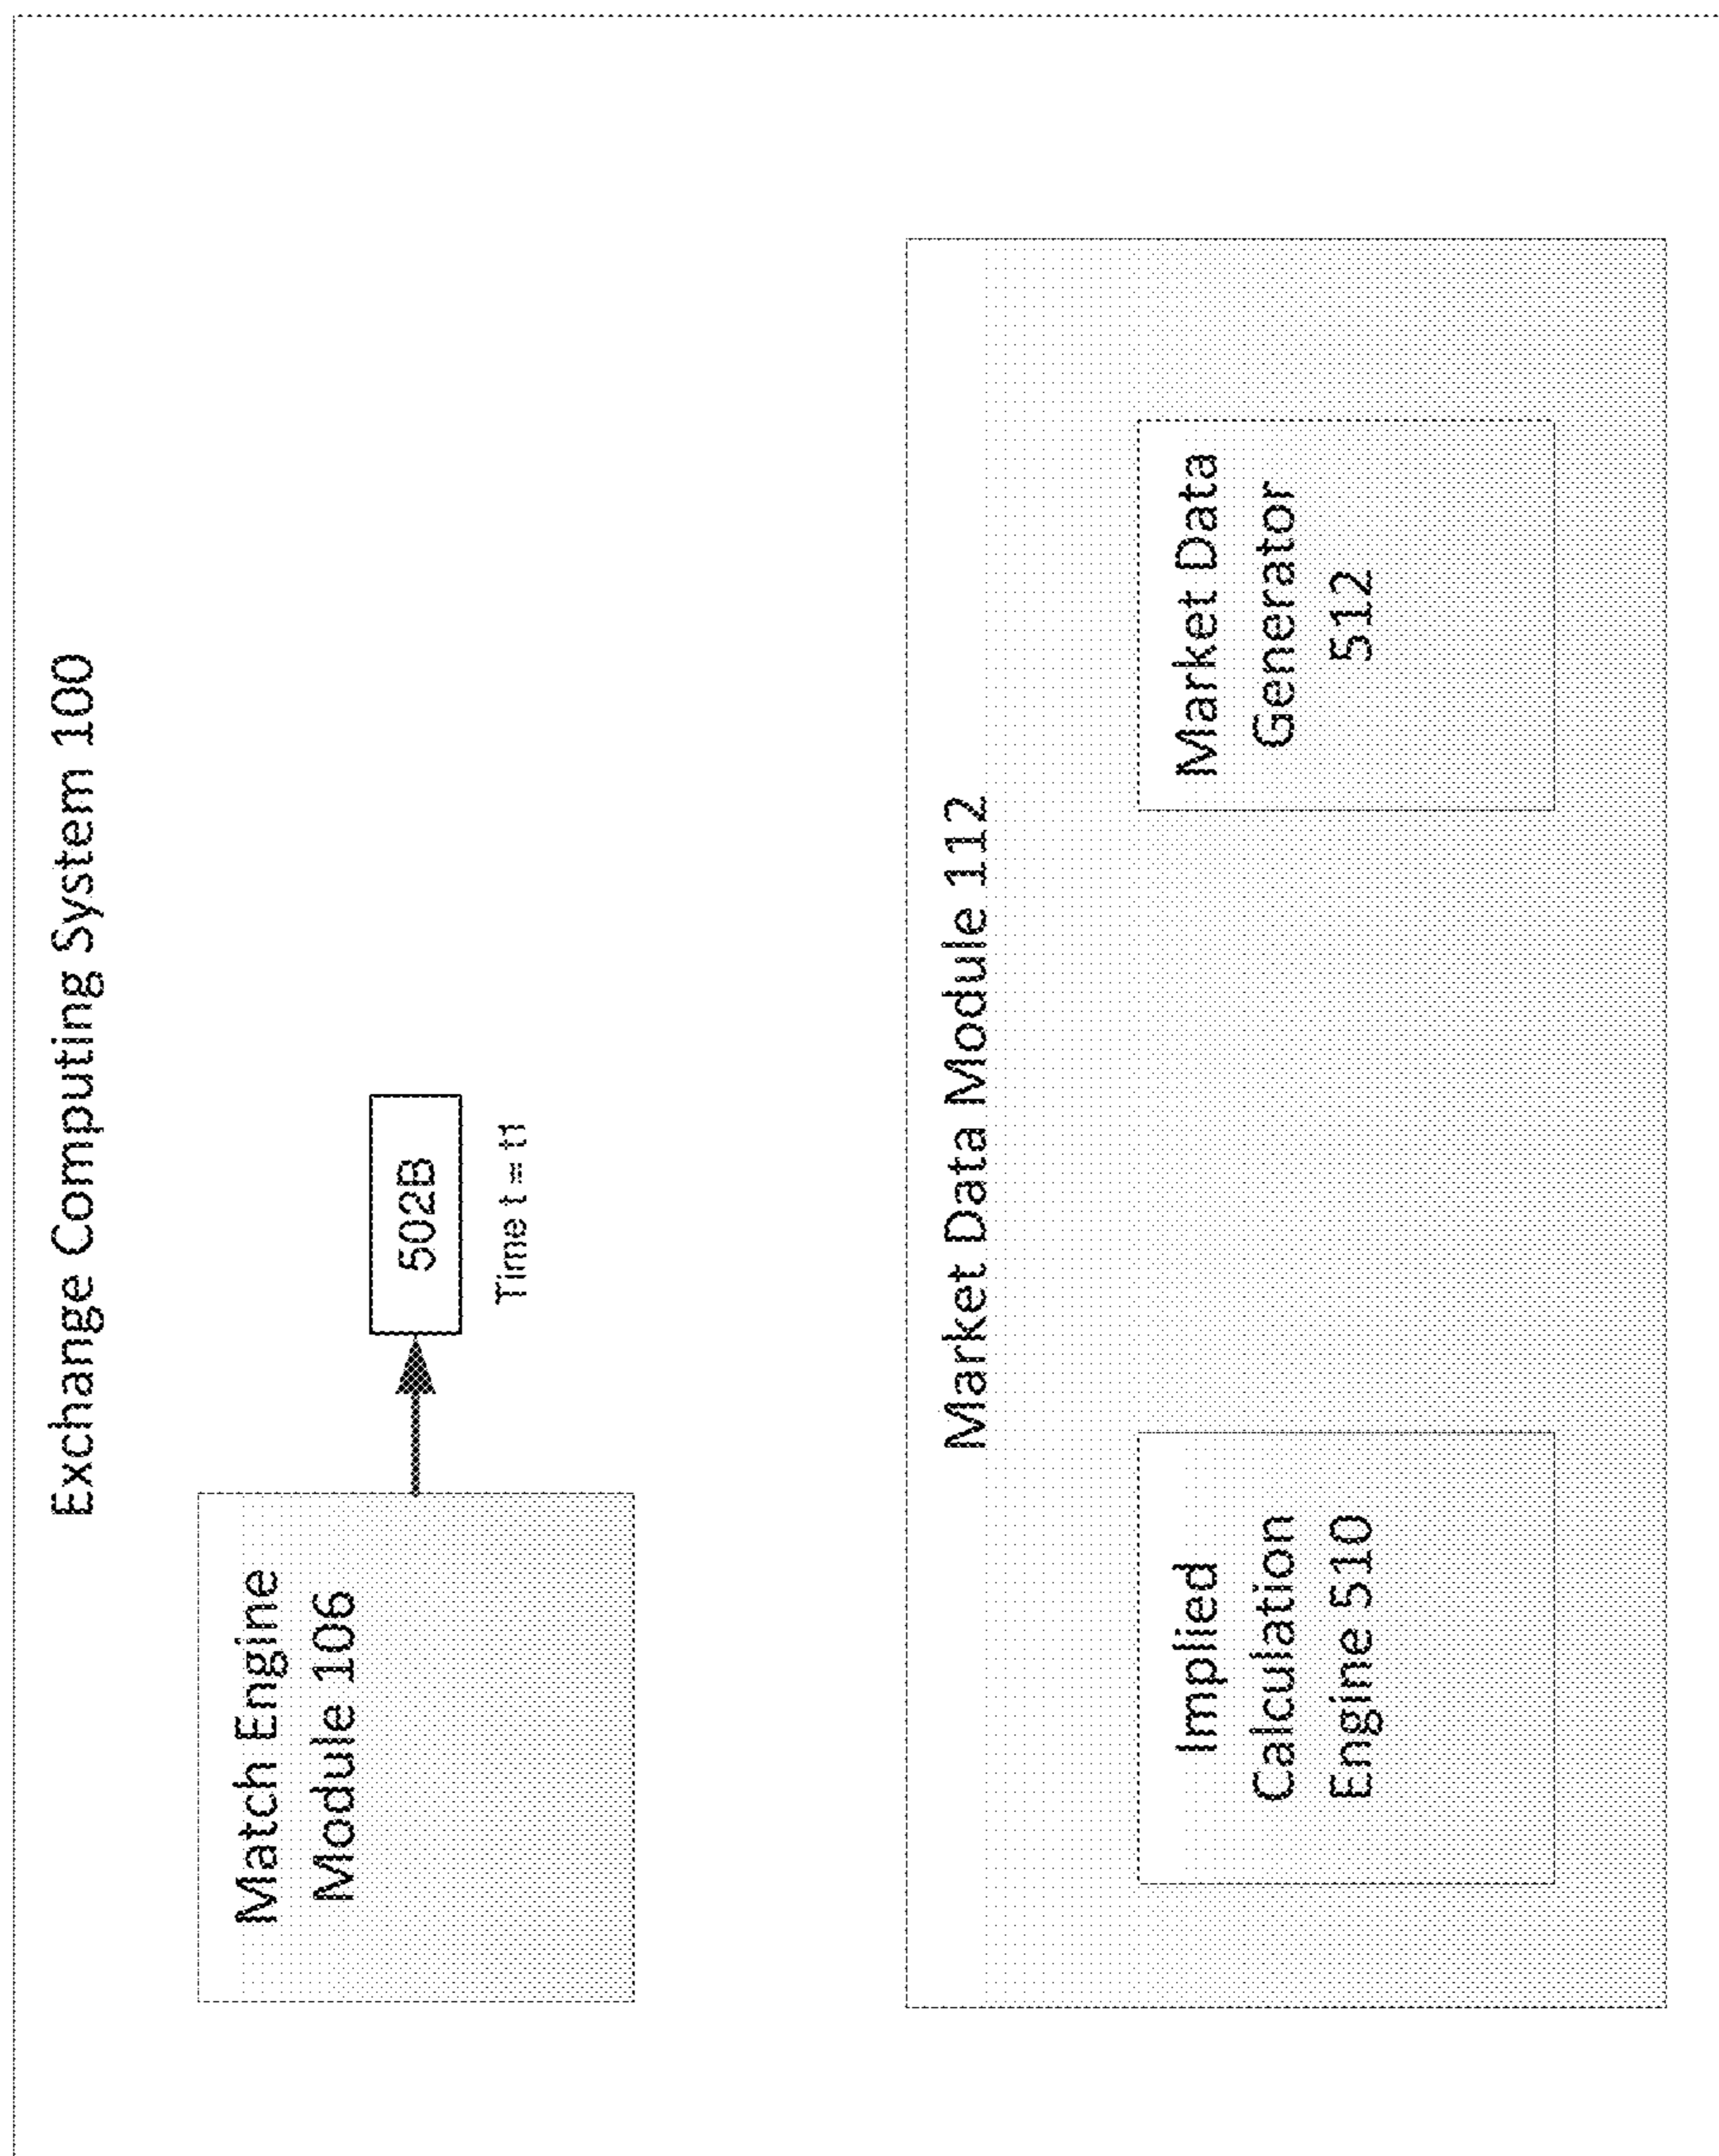 Exchange Computing System 100
Match Engine
Module 106
502B
Time t = t1
Market Data Module 112
Implied
Calculation
Engine 510
Market Data
Generator
512